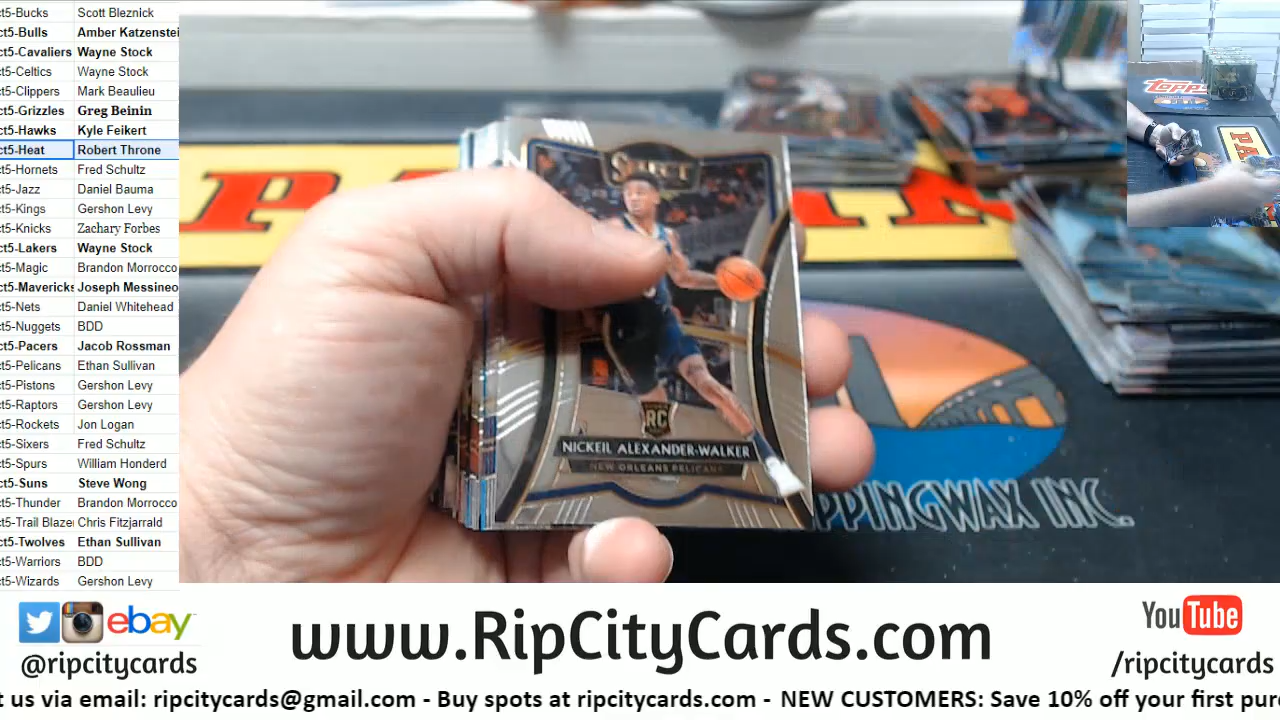 ct5-Bucks Scott Bleznick
ct5-Bulls Amber Katzenstei
ct5-Cavaliers Wayne Stock
ct5-Celtics Wayne Stock
ct5-Clippers Mark Beaulieu
ct5-Grizzles Greg Beinin
ct5-Hawks Kyle Feikert
ct5-Heat Robert Throne
ct5-Hornets Fred Schultz
ct5-Jazz Daniel Bauma
ct5-Kings Gershon Levy
ct5-Knicks Zachary Forbes
ct5-Lakers Wayne Stock
ct5-Magic Brandon Morrocco
ct5-Mavericks Joseph Messineo
ct5-Nets Daniel Whitehead
ct5-Nuggets BDD
ct5-Pacers Jacob Rossman
ct5-Pelicans Ethan Sullivan
ct5-Pistons Gershon Levy
ct5-Raptors Gershon Levy
ct5-Rockets Jon Logan
ct5-Sixers Fred Schultz
ct5-Spurs William Honderd
ct5-Suns Steve Wong
ct5-Thunder Brandon Morrocco
ct5-Trail Blaze Chris Fitzjarrald
ct5-Twolves Ethan Sullivan
ct5-Warriors BDD
ct5-Wizards Gershon Levy
SELECT
RC
NICKEIL ALEXANDER-WALKER
NEW ORLEANS PELICANS
PPINGWAX INC.
topps
PA
ebay
@ripcitycards
www.RipCityCards.com
YouTube
/ripcitycards
t us via email: ripcitycards@gmail.com - Buy spots at ripcitycards.com - NEW CUSTOMERS: Save 10% off your first pur